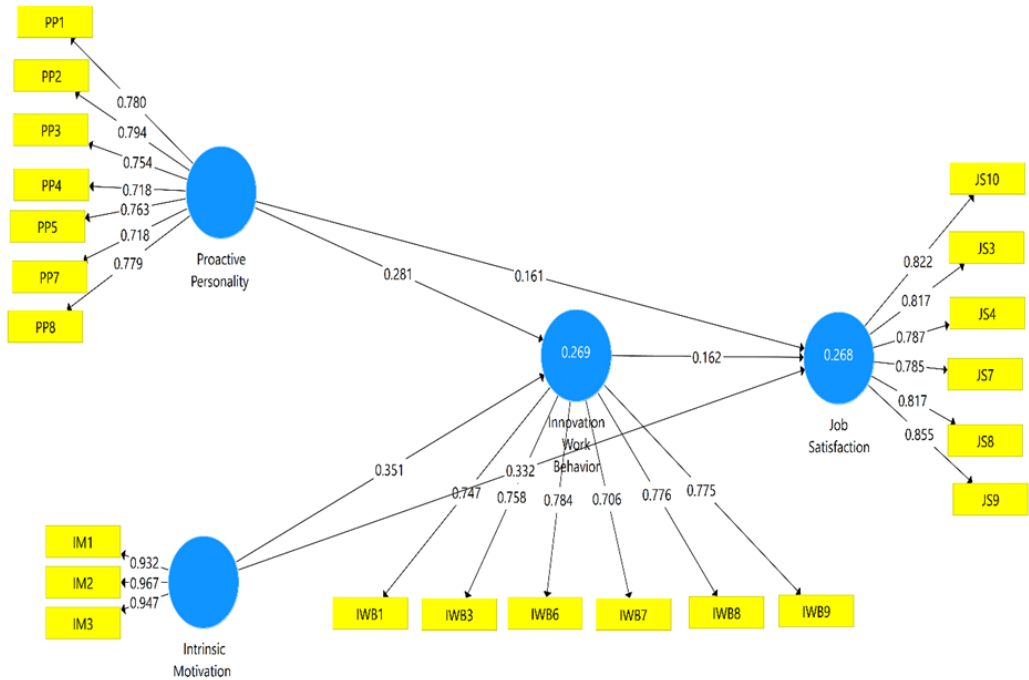 PP1
PP2
PP3
PP4
PP5
PP7
PP8
0.780
0.794
0.754
0.718
0.763
0.718
0.779
Proactive
Personality
0.281
0.161
0.269
Innovation
Work
Behavior
0.162
0.268
Job
Satisfaction
JS10
JS3
JS4
JS7
JS8
JS9
0.822
0.817
0.787
0.785
0.817
0.855
0.351
0.332
0.747
0.758
0.784
0.706
0.776
0.775
IM1
IM2
IM3
0.932
0.967
0.947
Intrinsic
Motivation
IWB1
IWB3
IWB6
IWB7
IWB8
IWB9